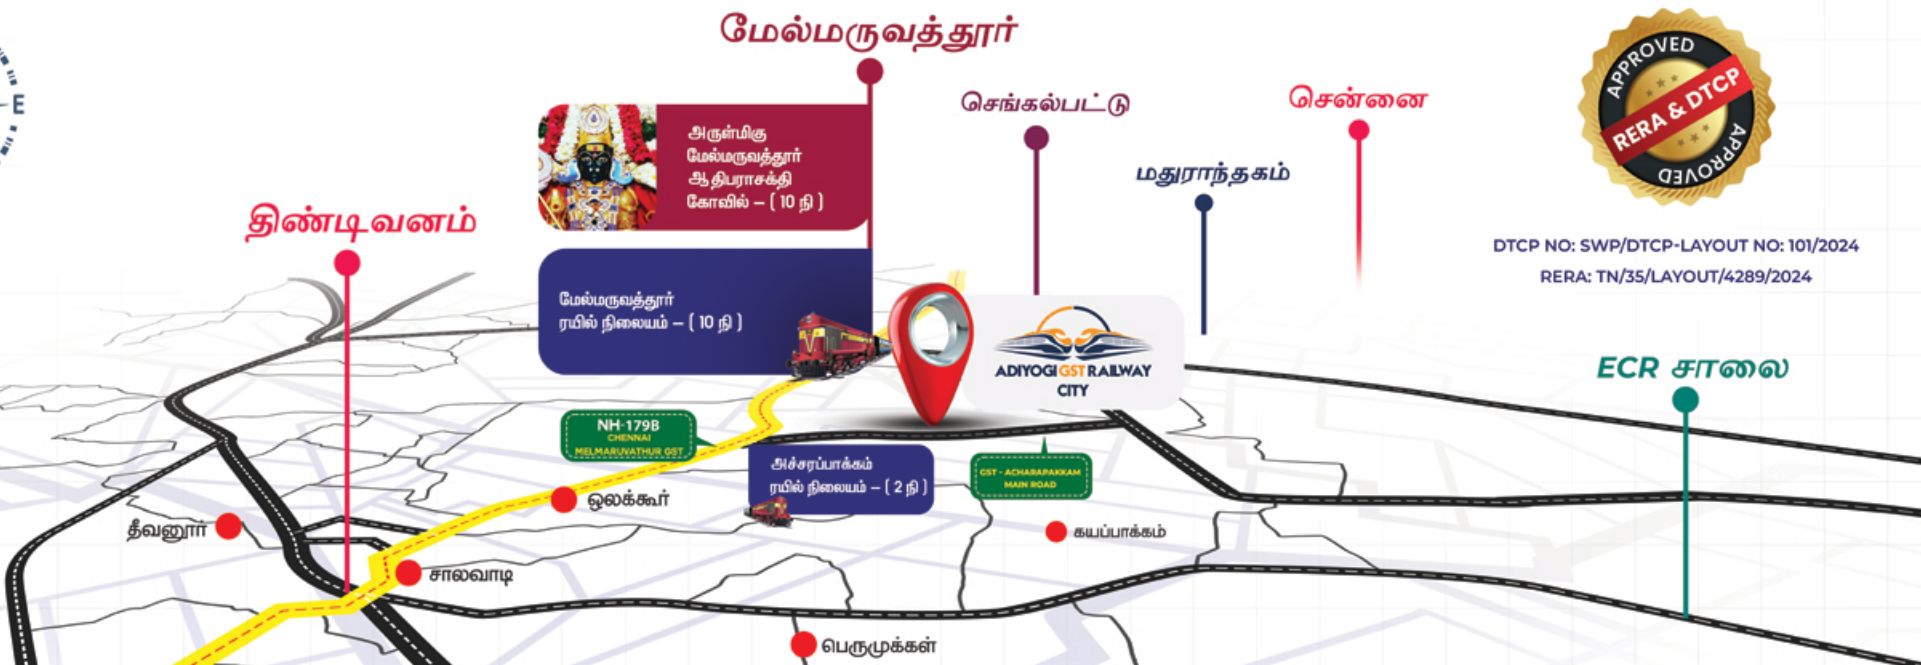 மேல்மருவத்தூர்
செங்கல்பட்டு
சென்னை
மதுராந்தகம்
திண்டிவனம்
E
அருள்மிகு
மேல்மருவத்தூர்
ஆதிபராசக்தி
கோவில் – ( 10 நி )
மேல்மருவத்தூர்
ரயில் நிலையம் – ( 10 நி )
APPROVED
RERA & DTCP
APPROVED
DTCP NO: SWP/DTCP-LAYOUT NO: 101/2024
RERA: TN/35/LAYOUT/4289/2024
ADIYOGI GST RAILWAY
CITY
ECR சாலை
NH-179B
CHENNAI
MELMARUVATHUR GST
அச்சரப்பாக்கம்
ரயில் நிலையம் – ( 2 நி )
GST - ACHARAPAKKAM
MAIN ROAD
ஒலக்கூர்
தீவனூர்
கயப்பாக்கம்
சாலவாடி
பெருமுக்கள்